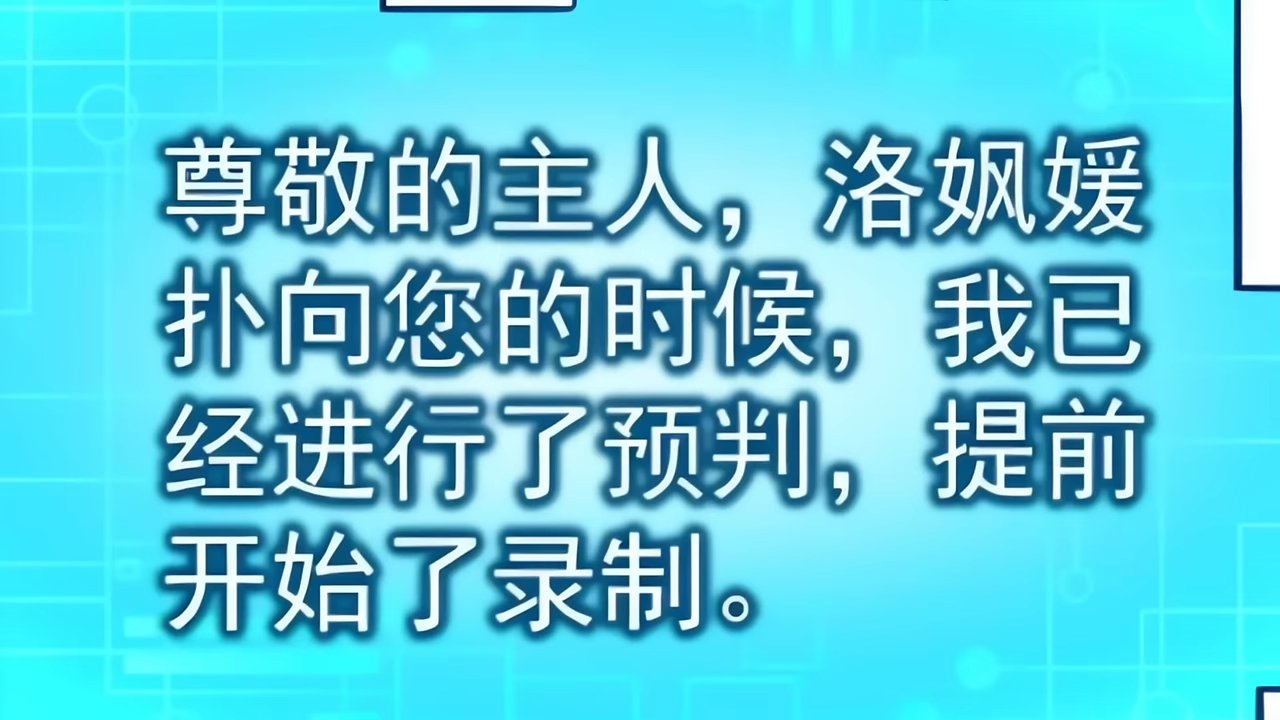 尊敬的主人，洛飒媛
扑向您的时候，我已
经进行了预判，提前
开始了录制。